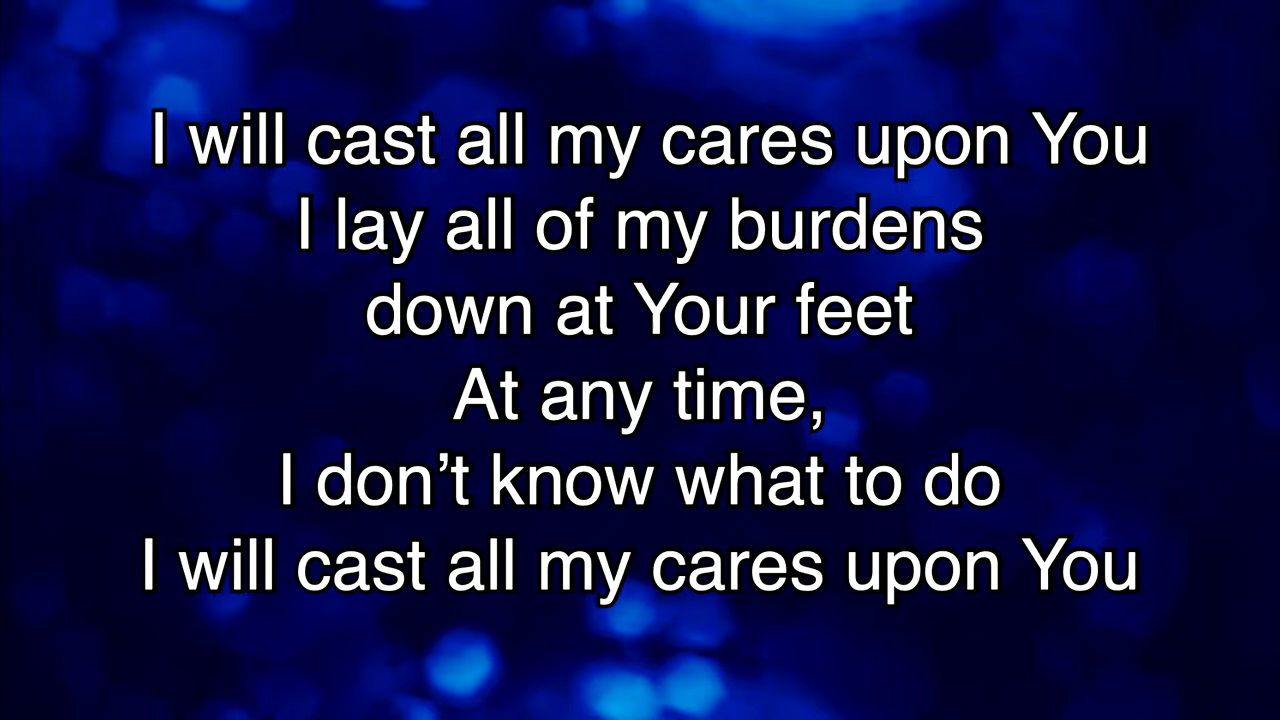 I will cast all my cares upon You
I lay all of my burdens
down at Your feet
At any time,
I don’t know what to do
I will cast all my cares upon You